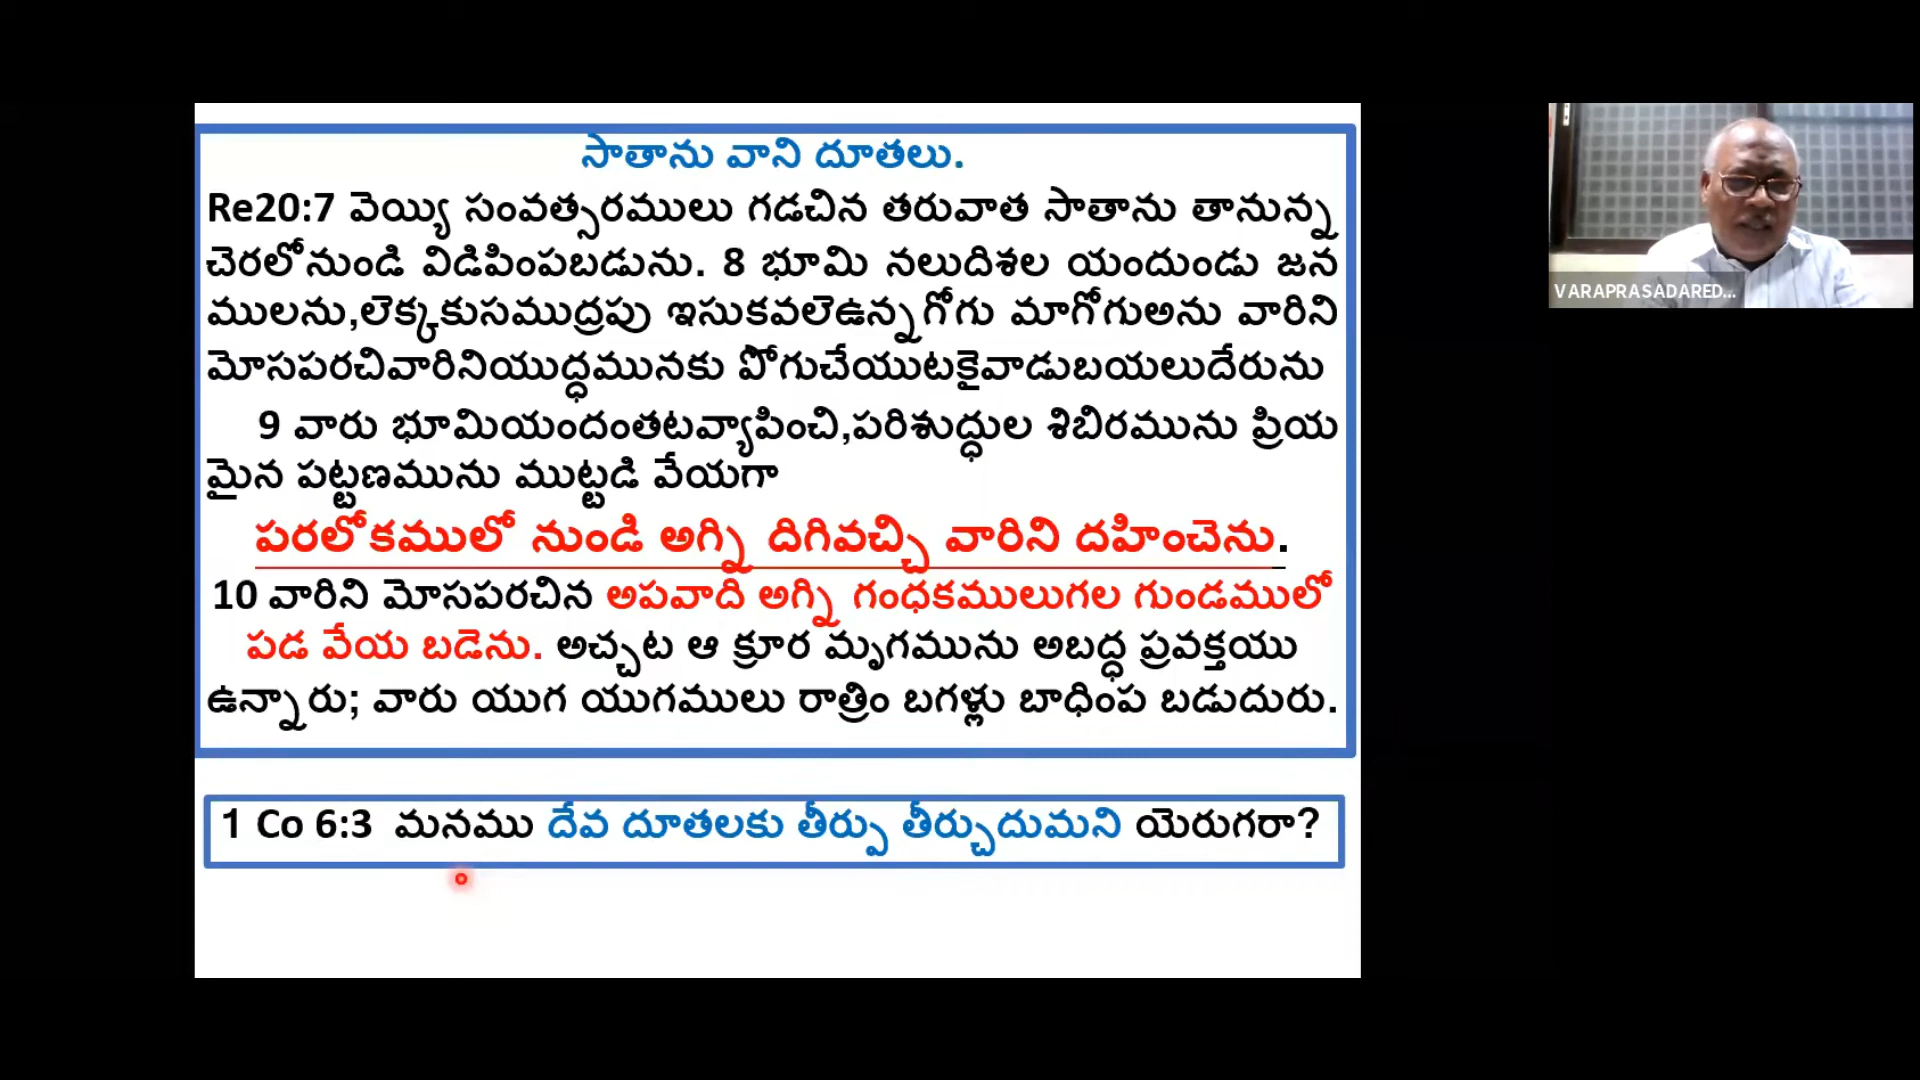 సాతాను వాని దూతలు.
Re20:7 వెయ్యి సంవత్సరములు గడచిన తరువాత సాతాను తానున్న
చెరలోనుండి విడిపింపబడును. 8 భూమి నలుదిశల యందుండు జన
ములను,లెక్కకుసముద్రపు ఇసుకవలెఉన్నగోగు మాగోగుఅను వారిని
మోసపరచివారినియుద్ధమునకు పోగుచేయుటకైవాడుబయలుదేరును
9 వారు భూమియందంతటవ్యాపించి,పరిశుద్ధుల శిబిరమును ప్రియ
మైన పట్టణమును ముట్టడి వేయగా
పరలోకములో నుండి అగ్ని దిగివచ్చి వారిని దహించెను.
10 వారిని మోసపరచిన అపవాది అగ్ని గంధకములుగల గుండములో
పడ వేయ బడెను. అచ్చట ఆ క్రూర మృగమును అబద్ధ ప్రవక్తయు
ఉన్నారు; వారు యుగ యుగములు రాత్రిం బగళ్లు బాధింప బడుదురు.
1 Co 6:3 మనము దేవ దూతలకు తీర్పు తీర్చుదుమని యెరుగరా?
VARAPRASADARED...